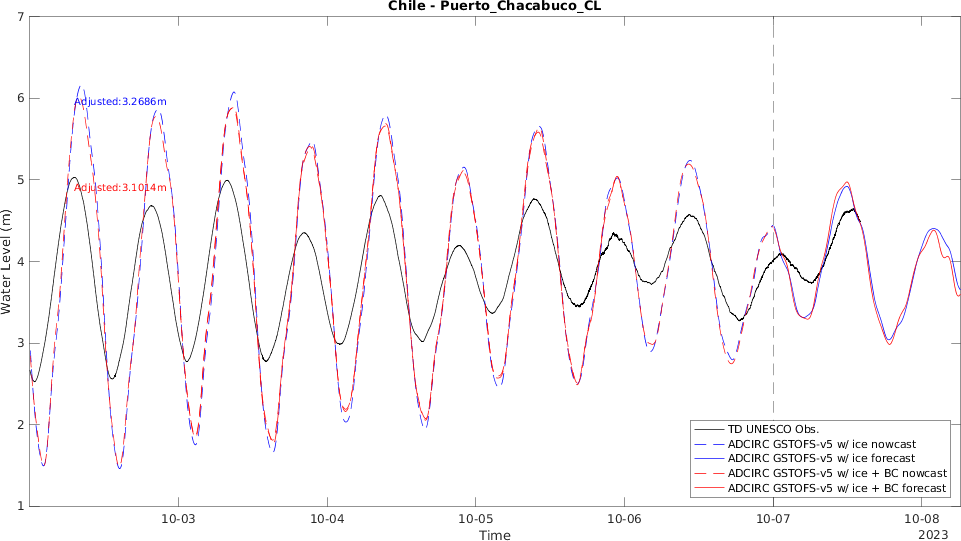 Chile - Puerto_Chacabuco_CL
7
6
5
4
3
2
1
Water Level (m)
Adjusted:3.2686m
Adjusted:3.1014m
TD UNESCO Obs.
ADCIRC GSTOFS-v5 w/ ice nowcast
ADCIRC GSTOFS-v5 w/ ice forecast
ADCIRC GSTOFS-v5 w/ ice + BC nowcast
ADCIRC GSTOFS-v5 w/ ice + BC forecast
10-03 10-04 10-05 10-06 10-07 10-08
Time
2023